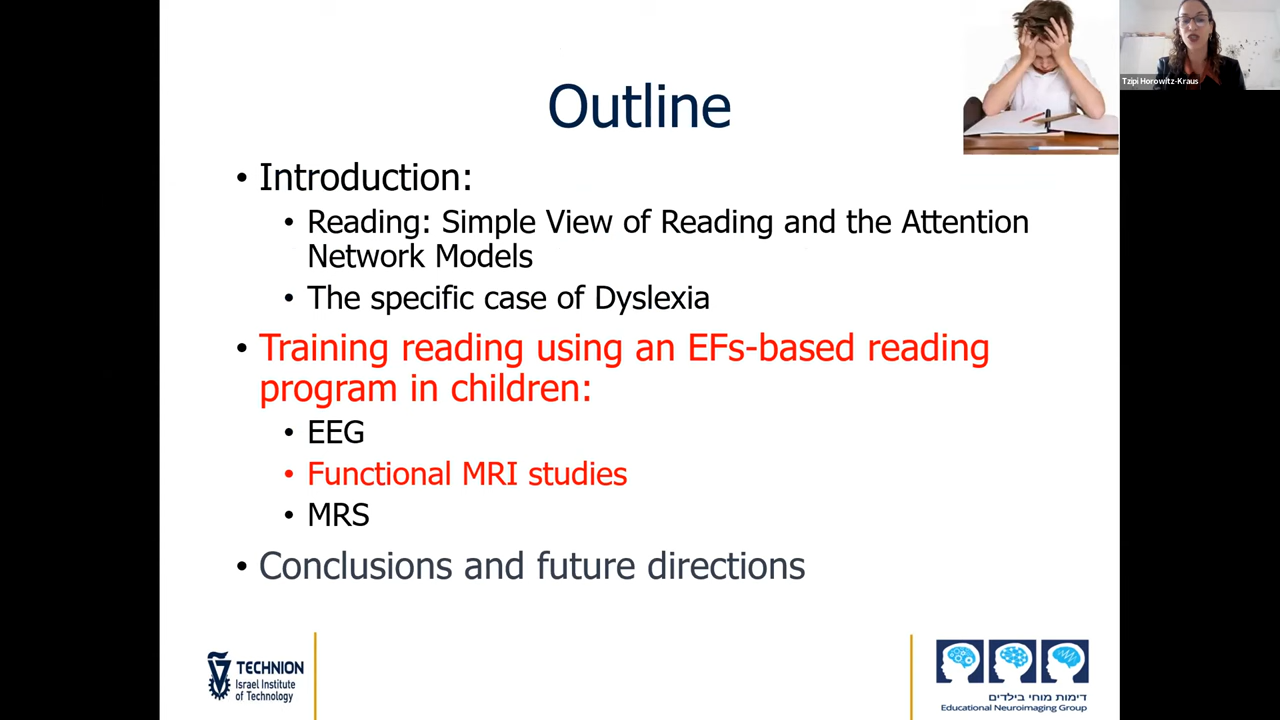 Outline
Tzipi Horowitz-Kraus
• Introduction:
• Reading: Simple View of Reading and the Attention
Network Models
• The specific case of Dyslexia
• Training reading using an EFs-based reading
program in children:
• EEG
• Functional MRI studies
• MRS
• Conclusions and future directions
TECHNION
Israel Institute
of Technology
דימות מוחי בילדים
Educational Neuroimaging Group